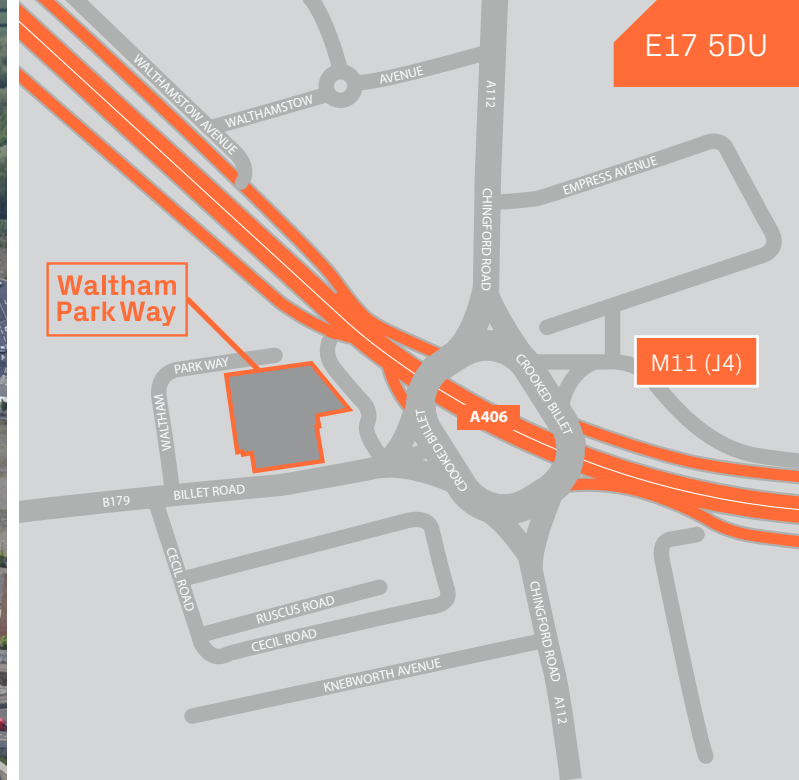 E17 5DU
WALTHAMSTOW AVENUE
WALTHAMSTOW
AVENUE
A112
CHINGFORD ROAD
EMPRESS AVENUE
Waltham
Park Way
PARK WAY
WALTHAM
M11 (J4)
CROOKED BILLET
A406
CROOKED BILLET
B179
BILLET ROAD
CECIL ROAD
RUSCUS ROAD
CECIL ROAD
KNEBWORTH AVENUE
CHINGFORD ROAD
A112